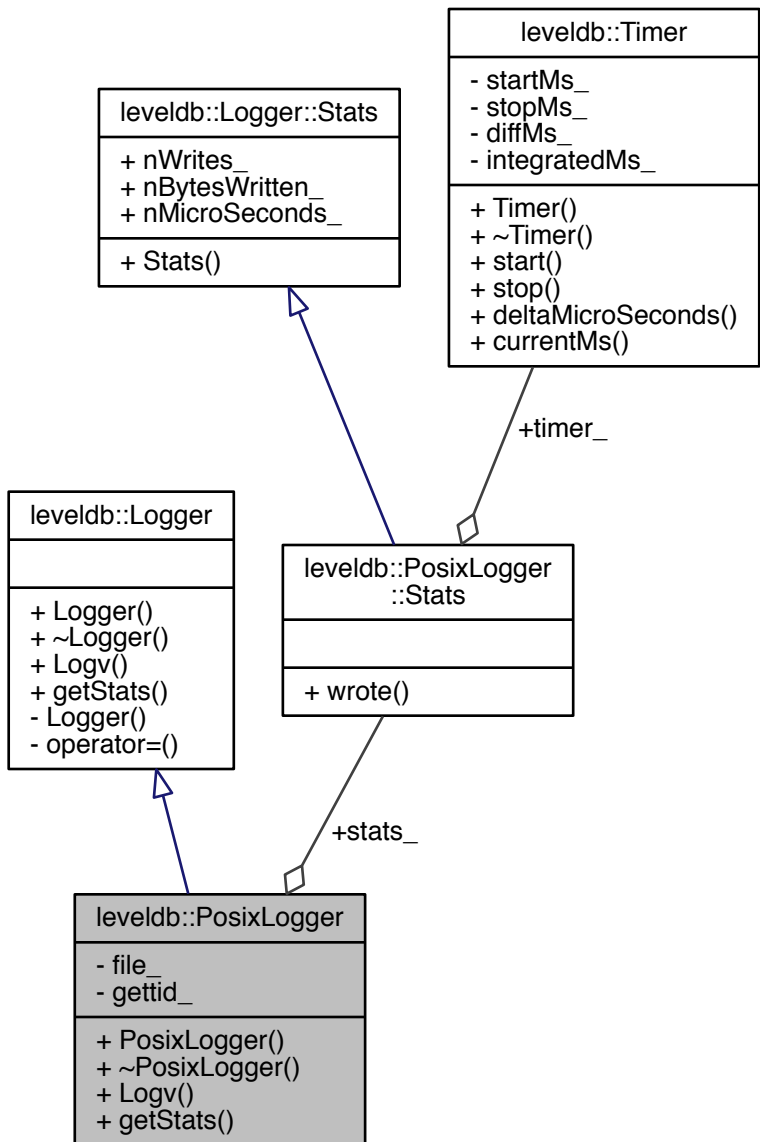 leveldb::Timer
- startMs_
- stopMs_
- diffMs_
- integratedMs_
+ Timer()
+ ~Timer()
+ start()
+ stop()
+ deltaMicroSeconds()
+ currentMs()
leveldb::Logger::Stats
+ nWrites_
+ nBytesWritten_
+ nMicroSeconds_
+ Stats()
+timer_
leveldb::Logger
+ Logger()
+ ~Logger()
+ Logv()
+ getStats()
- Logger()
- operator=()
leveldb::PosixLogger
::Stats
+ wrote()
+stats_
leveldb::PosixLogger
- file_
- gettid_
+ PosixLogger()
+ ~PosixLogger()
+ Logv()
+ getStats()